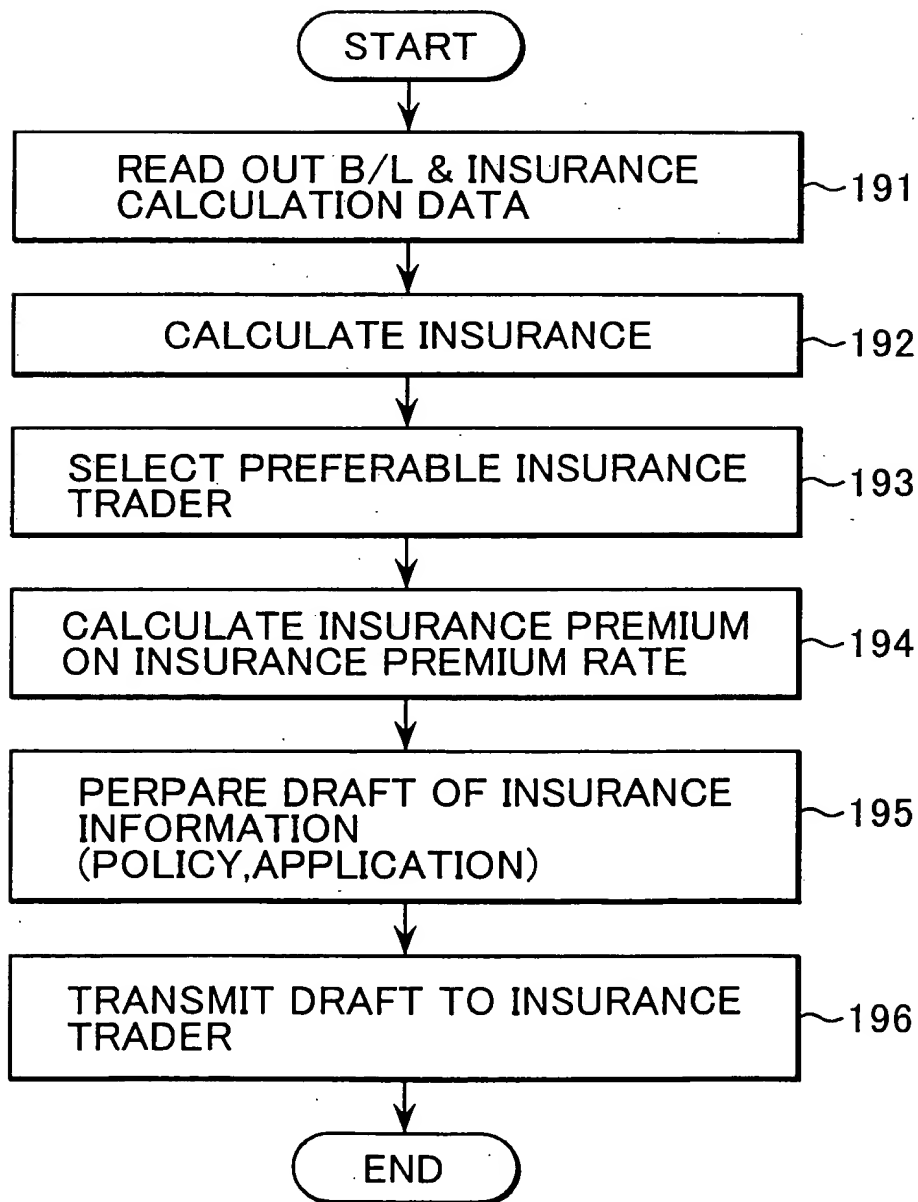 START
READ OUT B/L & INSURANCE
CALCULATION DATA
191
CALCULATE INSURANCE
192
SELECT PREFERABLE INSURANCE
TRADER
193
CALCULATE INSURANCE PREMIUM
ON INSURANCE PREMIUM RATE
194
PERPARE DRAFT OF INSURANCE
INFORMATION
(POLICY,APPLICATION)
195
TRANSMIT DRAFT TO INSURANCE
TRADER
196
END